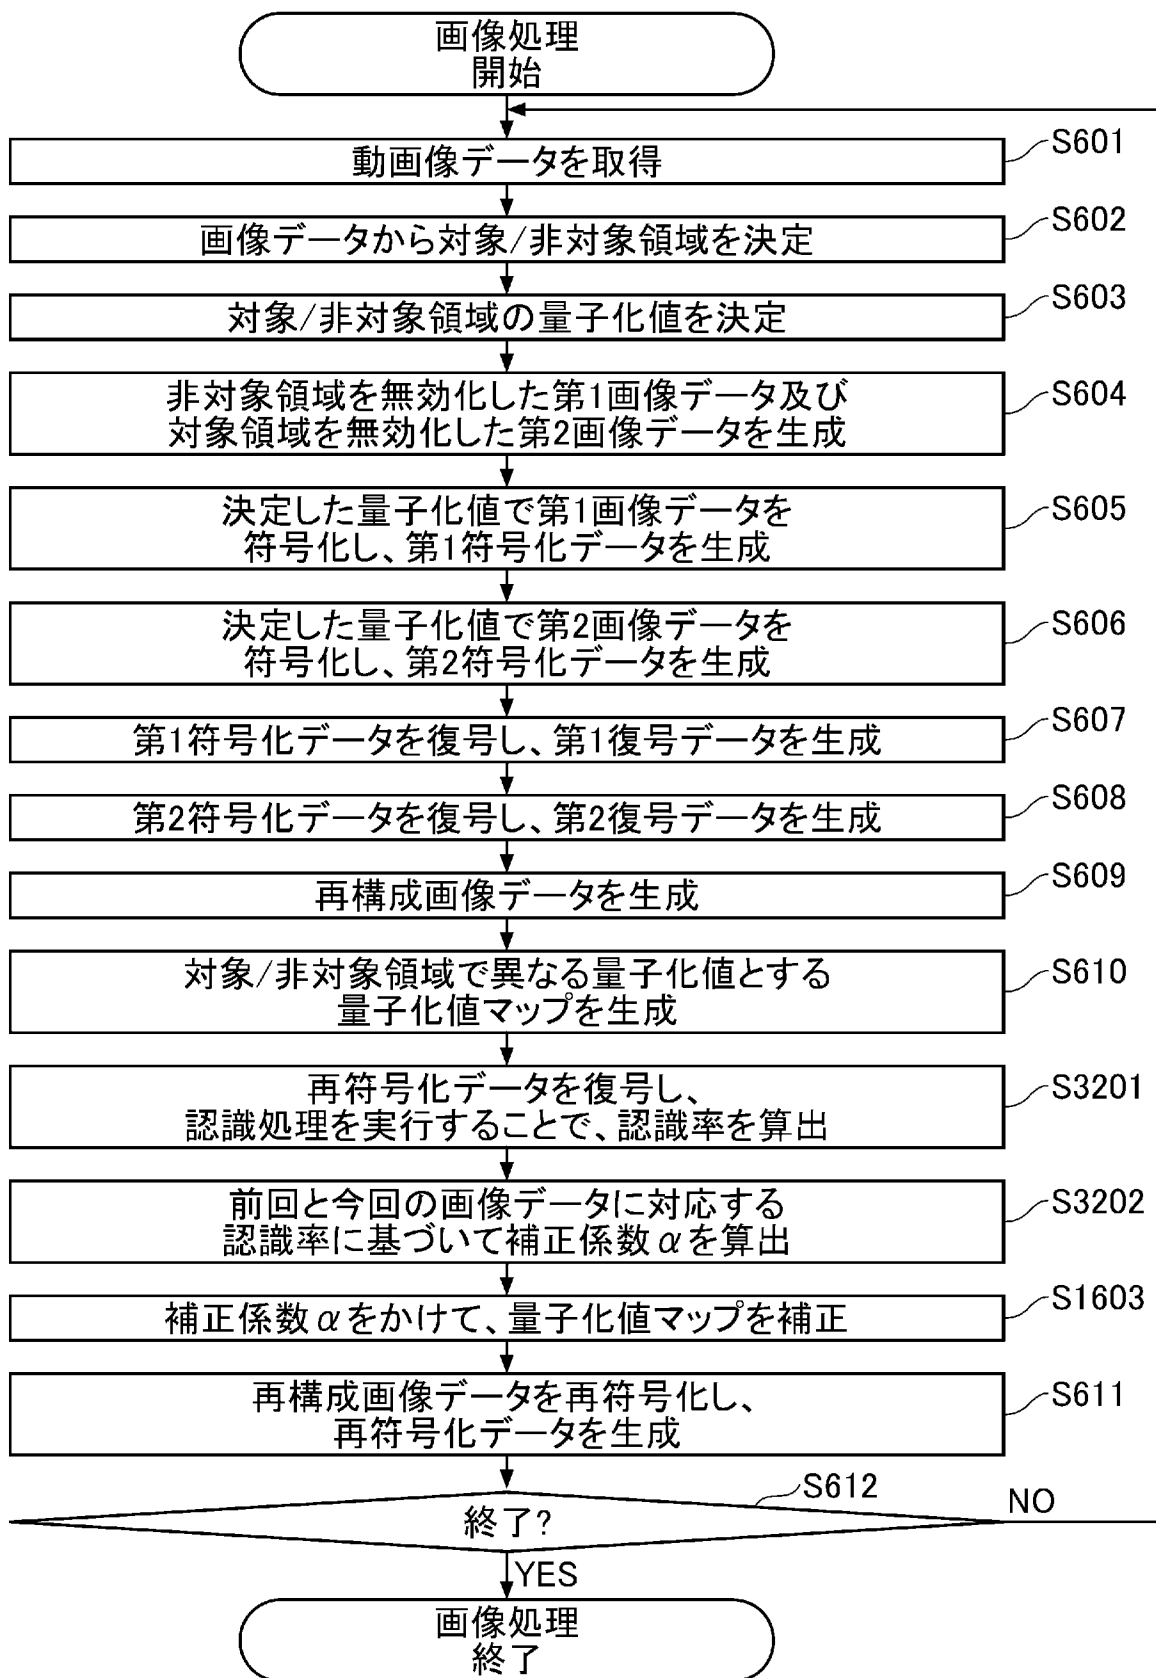 画像処理
開始
動画像データを取得
S601
画像データから対象/非対象領域を決定
S602
対象/非対象領域の量子化値を決定
S603
非対象領域を無効化した第1画像データ及び
対象領域を無効化した第2画像データを生成
S604
決定した量子化値で第1画像データを
符号化し、第1符号化データを生成
S605
決定した量子化値で第2画像データを
符号化し、第2符号化データを生成
S606
第1符号化データを復号し、第1復号データを生成
S607
第2符号化データを復号し、第2復号データを生成
S608
再構成画像データを生成
S609
対象/非対象領域で異なる量子化値とする
量子化値マップを生成
S610
再符号化データを復号し、
認識処理を実行することで、認識率を算出
S3201
前回と今回の画像データに対応する
認識率に基づいて補正係数αを算出
S3202
補正係数αをかけて、量子化値マップを補正
S1603
再構成画像データを再符号化し、
再符号化データを生成
S611
S612
終了?
NO
YES
画像処理
終了